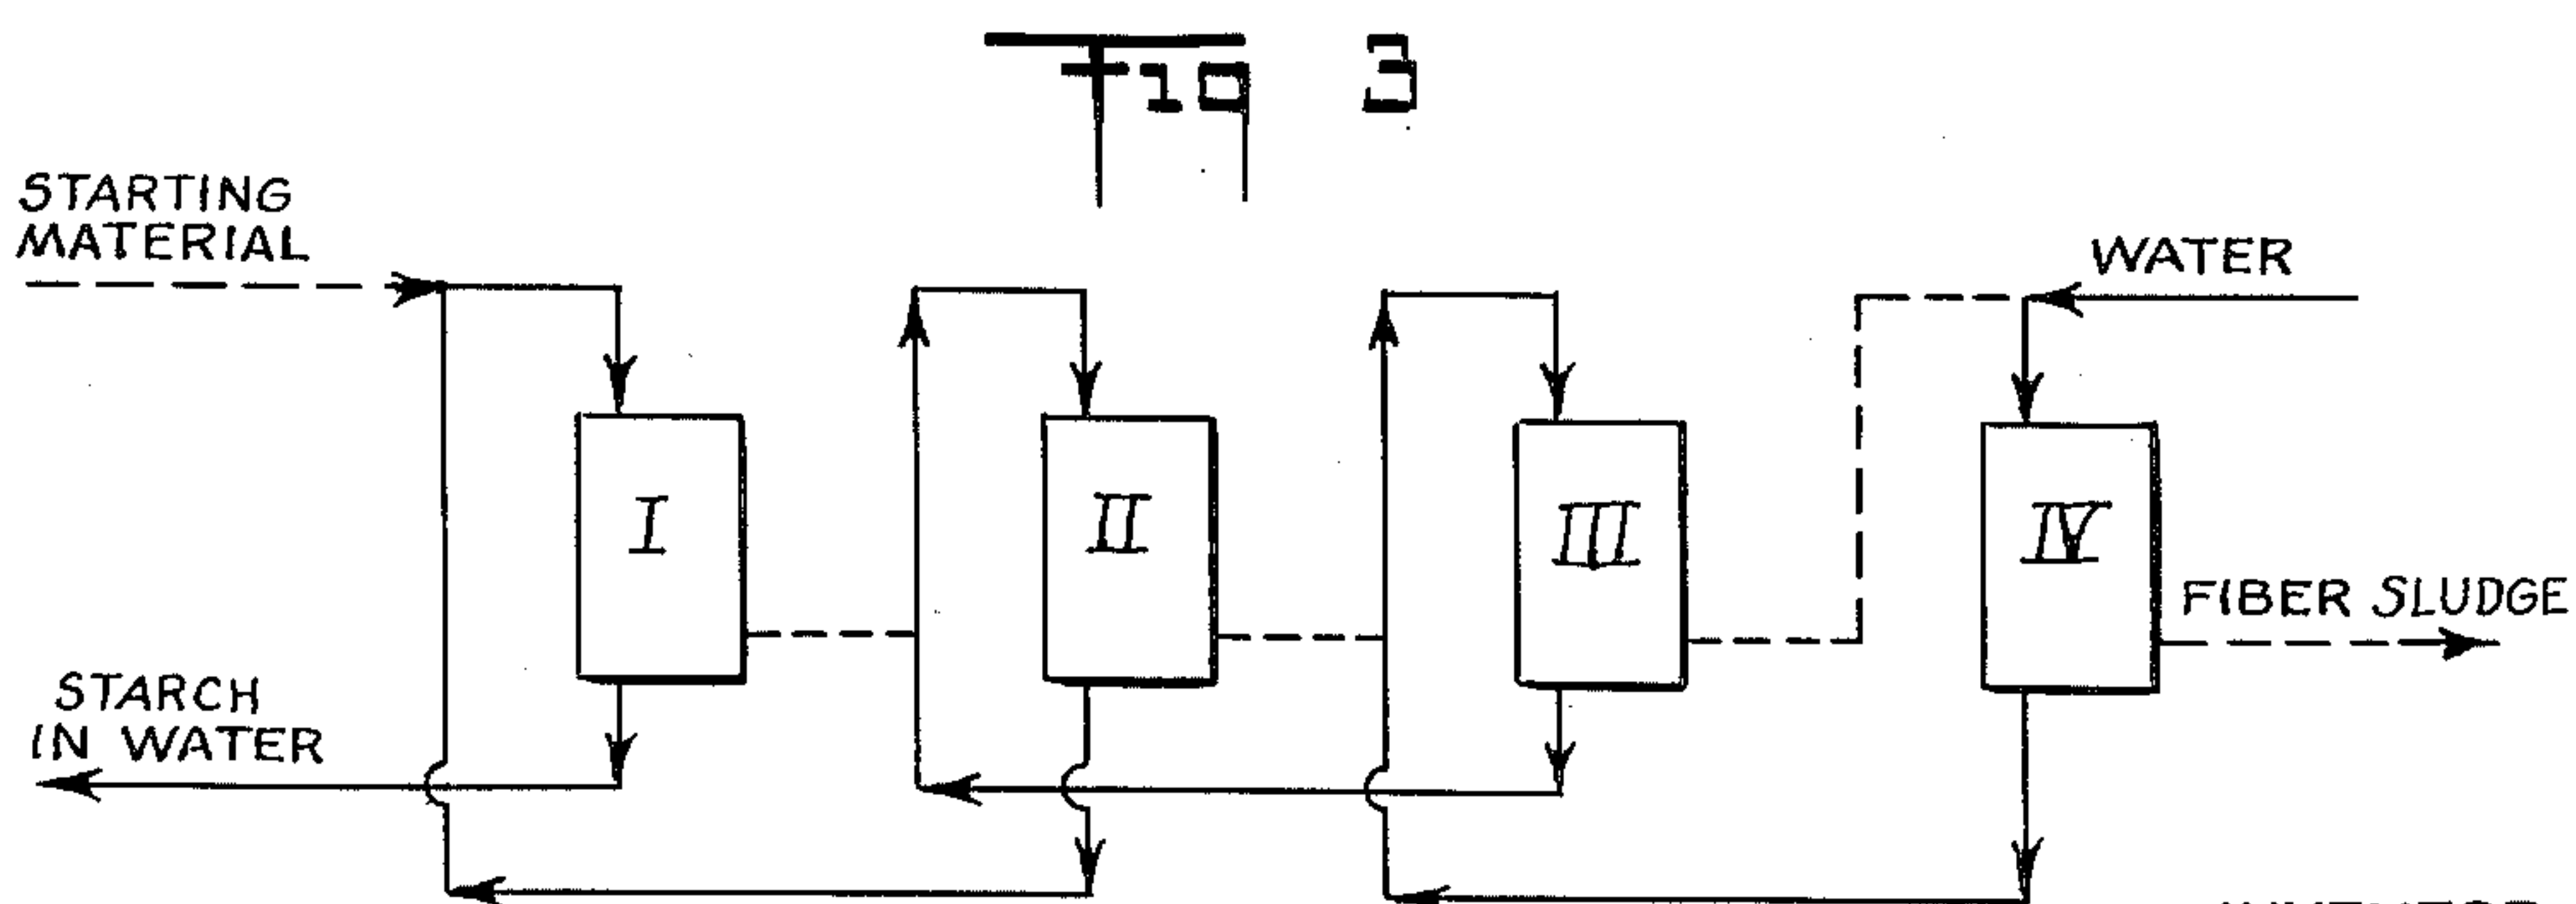 Fig 3
STARTING
MATERIAL
WATER
I
II
III
IV
FIBER SLUDGE
STARCH
IN WATER